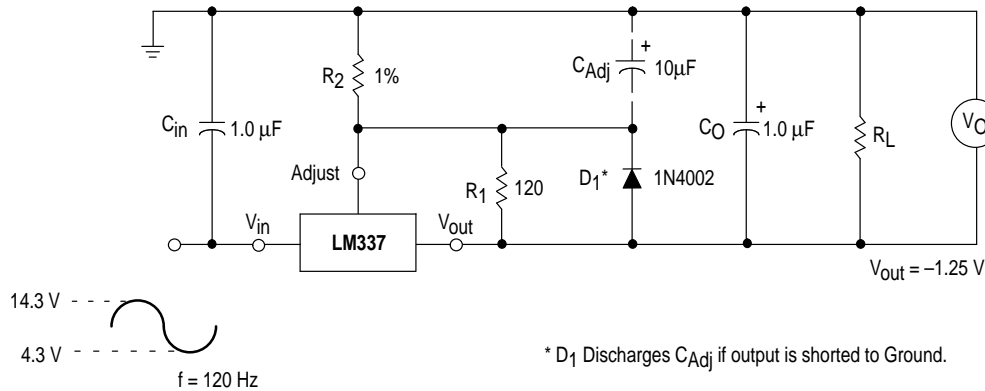 R2 1%
CAdj + 10µF
Cin 1.0 µF
CO + 1.0 µF
RL
VO
Adjust
R1 120
D1* 1N4002
Vin
LM337
Vout
Vout = –1.25 V
14.3 V
4.3 V
f = 120 Hz
* D1 Discharges CAdj if output is shorted to Ground.